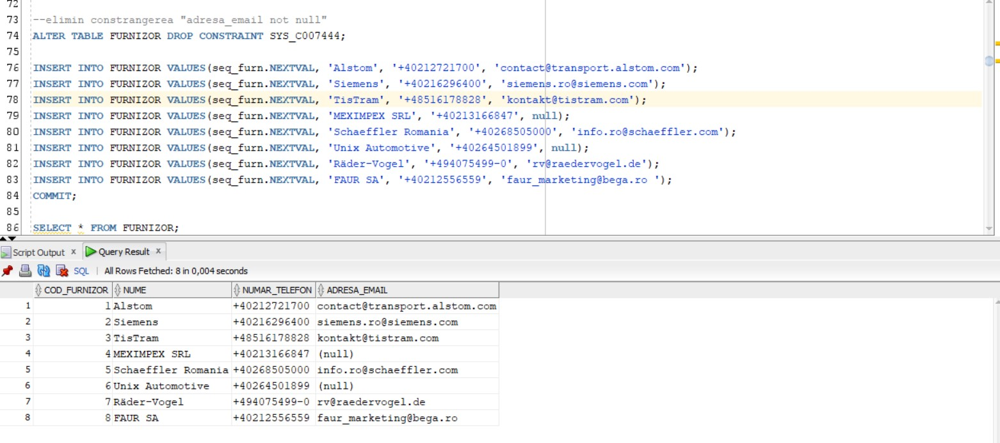 72
73 --elimin constrangerea "adresa_email not null"
74 ALTER TABLE FURNIZOR DROP CONSTRAINT SYS_C007444;
75
76 INSERT INTO FURNIZOR VALUES(seq_furn.NEXTVAL, 'Alstom', '+40212721700', 'contact@transport.alstom.com');
77 INSERT INTO FURNIZOR VALUES(seq_furn.NEXTVAL, 'Siemens', '+40216296400', 'siemens.ro@siemens.com');
78 INSERT INTO FURNIZOR VALUES(seq_furn.NEXTVAL, 'TisTram', '+48516178828', 'kontakt@tistram.com');
79 INSERT INTO FURNIZOR VALUES(seq_furn.NEXTVAL, 'MEXIMPEX SRL', '+40213166847', null);
80 INSERT INTO FURNIZOR VALUES(seq_furn.NEXTVAL, 'Schaeffler Romania', '+40268505000', 'info.ro@schaeffler.com');
81 INSERT INTO FURNIZOR VALUES(seq_furn.NEXTVAL, 'Unix Automotive', '+40264501899', null);
82 INSERT INTO FURNIZOR VALUES(seq_furn.NEXTVAL, 'Räder-Vogel', '+494075499-0', 'rv@raedervogel.de');
83 INSERT INTO FURNIZOR VALUES(seq_furn.NEXTVAL, 'FAUR SA', '+40212556559', 'faur_marketing@bega.ro ');
84 COMMIT;
85
86 SELECT * FROM FURNIZOR;
Script Output x Query Result x
SQL | All Rows Fetched: 8 in 0,004 seconds
COD_FURNIZOR NUME NUMAR_TELEFON ADRESA_EMAIL
1 1 Alstom +40212721700 contact@transport.alstom.com
2 2 Siemens +40216296400 siemens.ro@siemens.com
3 3 TisTram +48516178828 kontakt@tistram.com
4 4 MEXIMPEX SRL +40213166847 (null)
5 5 Schaeffler Romania +40268505000 info.ro@schaeffler.com
6 6 Unix Automotive +40264501899 (null)
7 7 Räder-Vogel +494075499-0 rv@raedervogel.de
8 8 FAUR SA +40212556559 faur_marketing@bega.ro